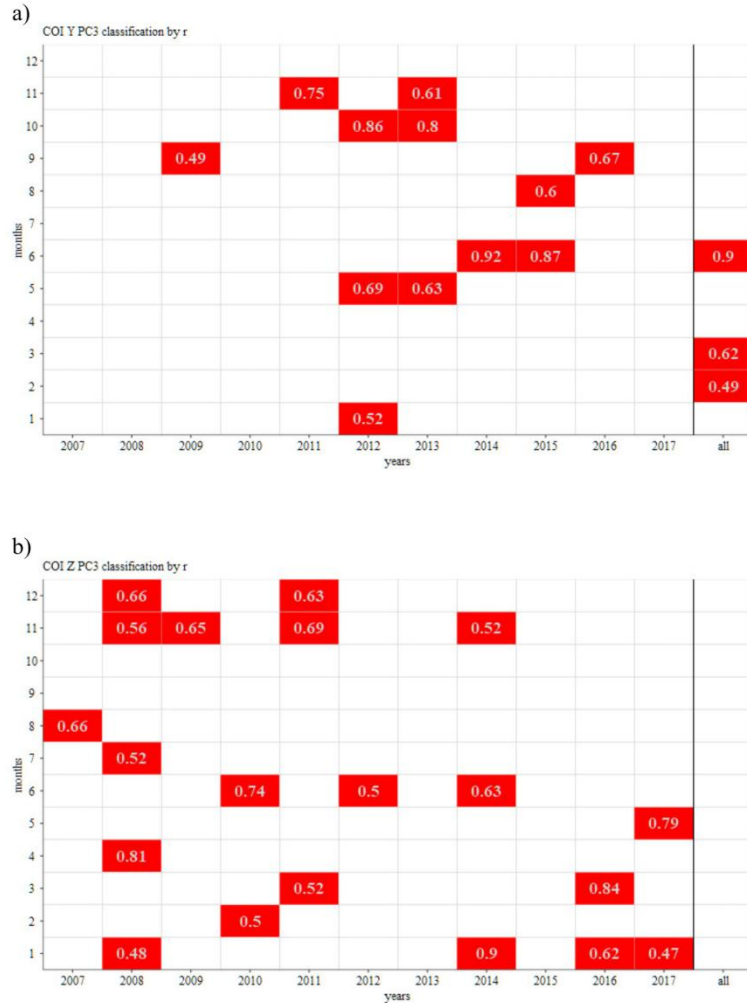 a)
COI Y PC3 classification by r
12
11 0.75 0.61
10 0.86 0.8
9 0.49 0.67
8 0.6
7
6 0.92 0.87 0.9
5 0.69 0.63
4
3 0.62
2 0.49
1 0.52
months
2007 2008 2009 2010 2011 2012 2013 2014 2015 2016 2017 all
years
b)
COI Z PC3 classification by r
12 0.66 0.63
11 0.56 0.65 0.69 0.52
10
9
8 0.66
7 0.52
6 0.74 0.5 0.63
5 0.79
4 0.81
3 0.52 0.84
2 0.5
1 0.48 0.9 0.62 0.47
months
2007 2008 2009 2010 2011 2012 2013 2014 2015 2016 2017 all
years